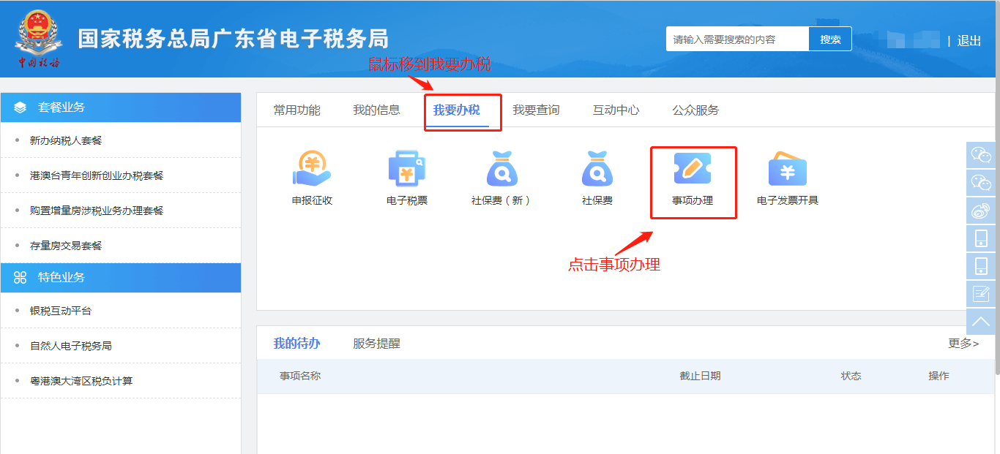 国家税务总局广东省电子税务局
中国税务
请输入需要搜索的内容
搜索
| 退出
鼠标移到我要办税
套餐业务
新办纳税人套餐
港澳台青年创新创业办税套餐
购置增量房涉税业务办理套餐
存量房交易套餐
特色业务
银税互动平台
自然人电子税务局
粤港澳大湾区税负计算
常用功能 我的信息 我要办税 我要查询 互动中心 公众服务
申报征收 电子税票 社保费（新） 社保费 事项办理 电子发票开具
点击事项办理
我的待办 服务提醒 更多>
事项名称 截止日期 状态 操作